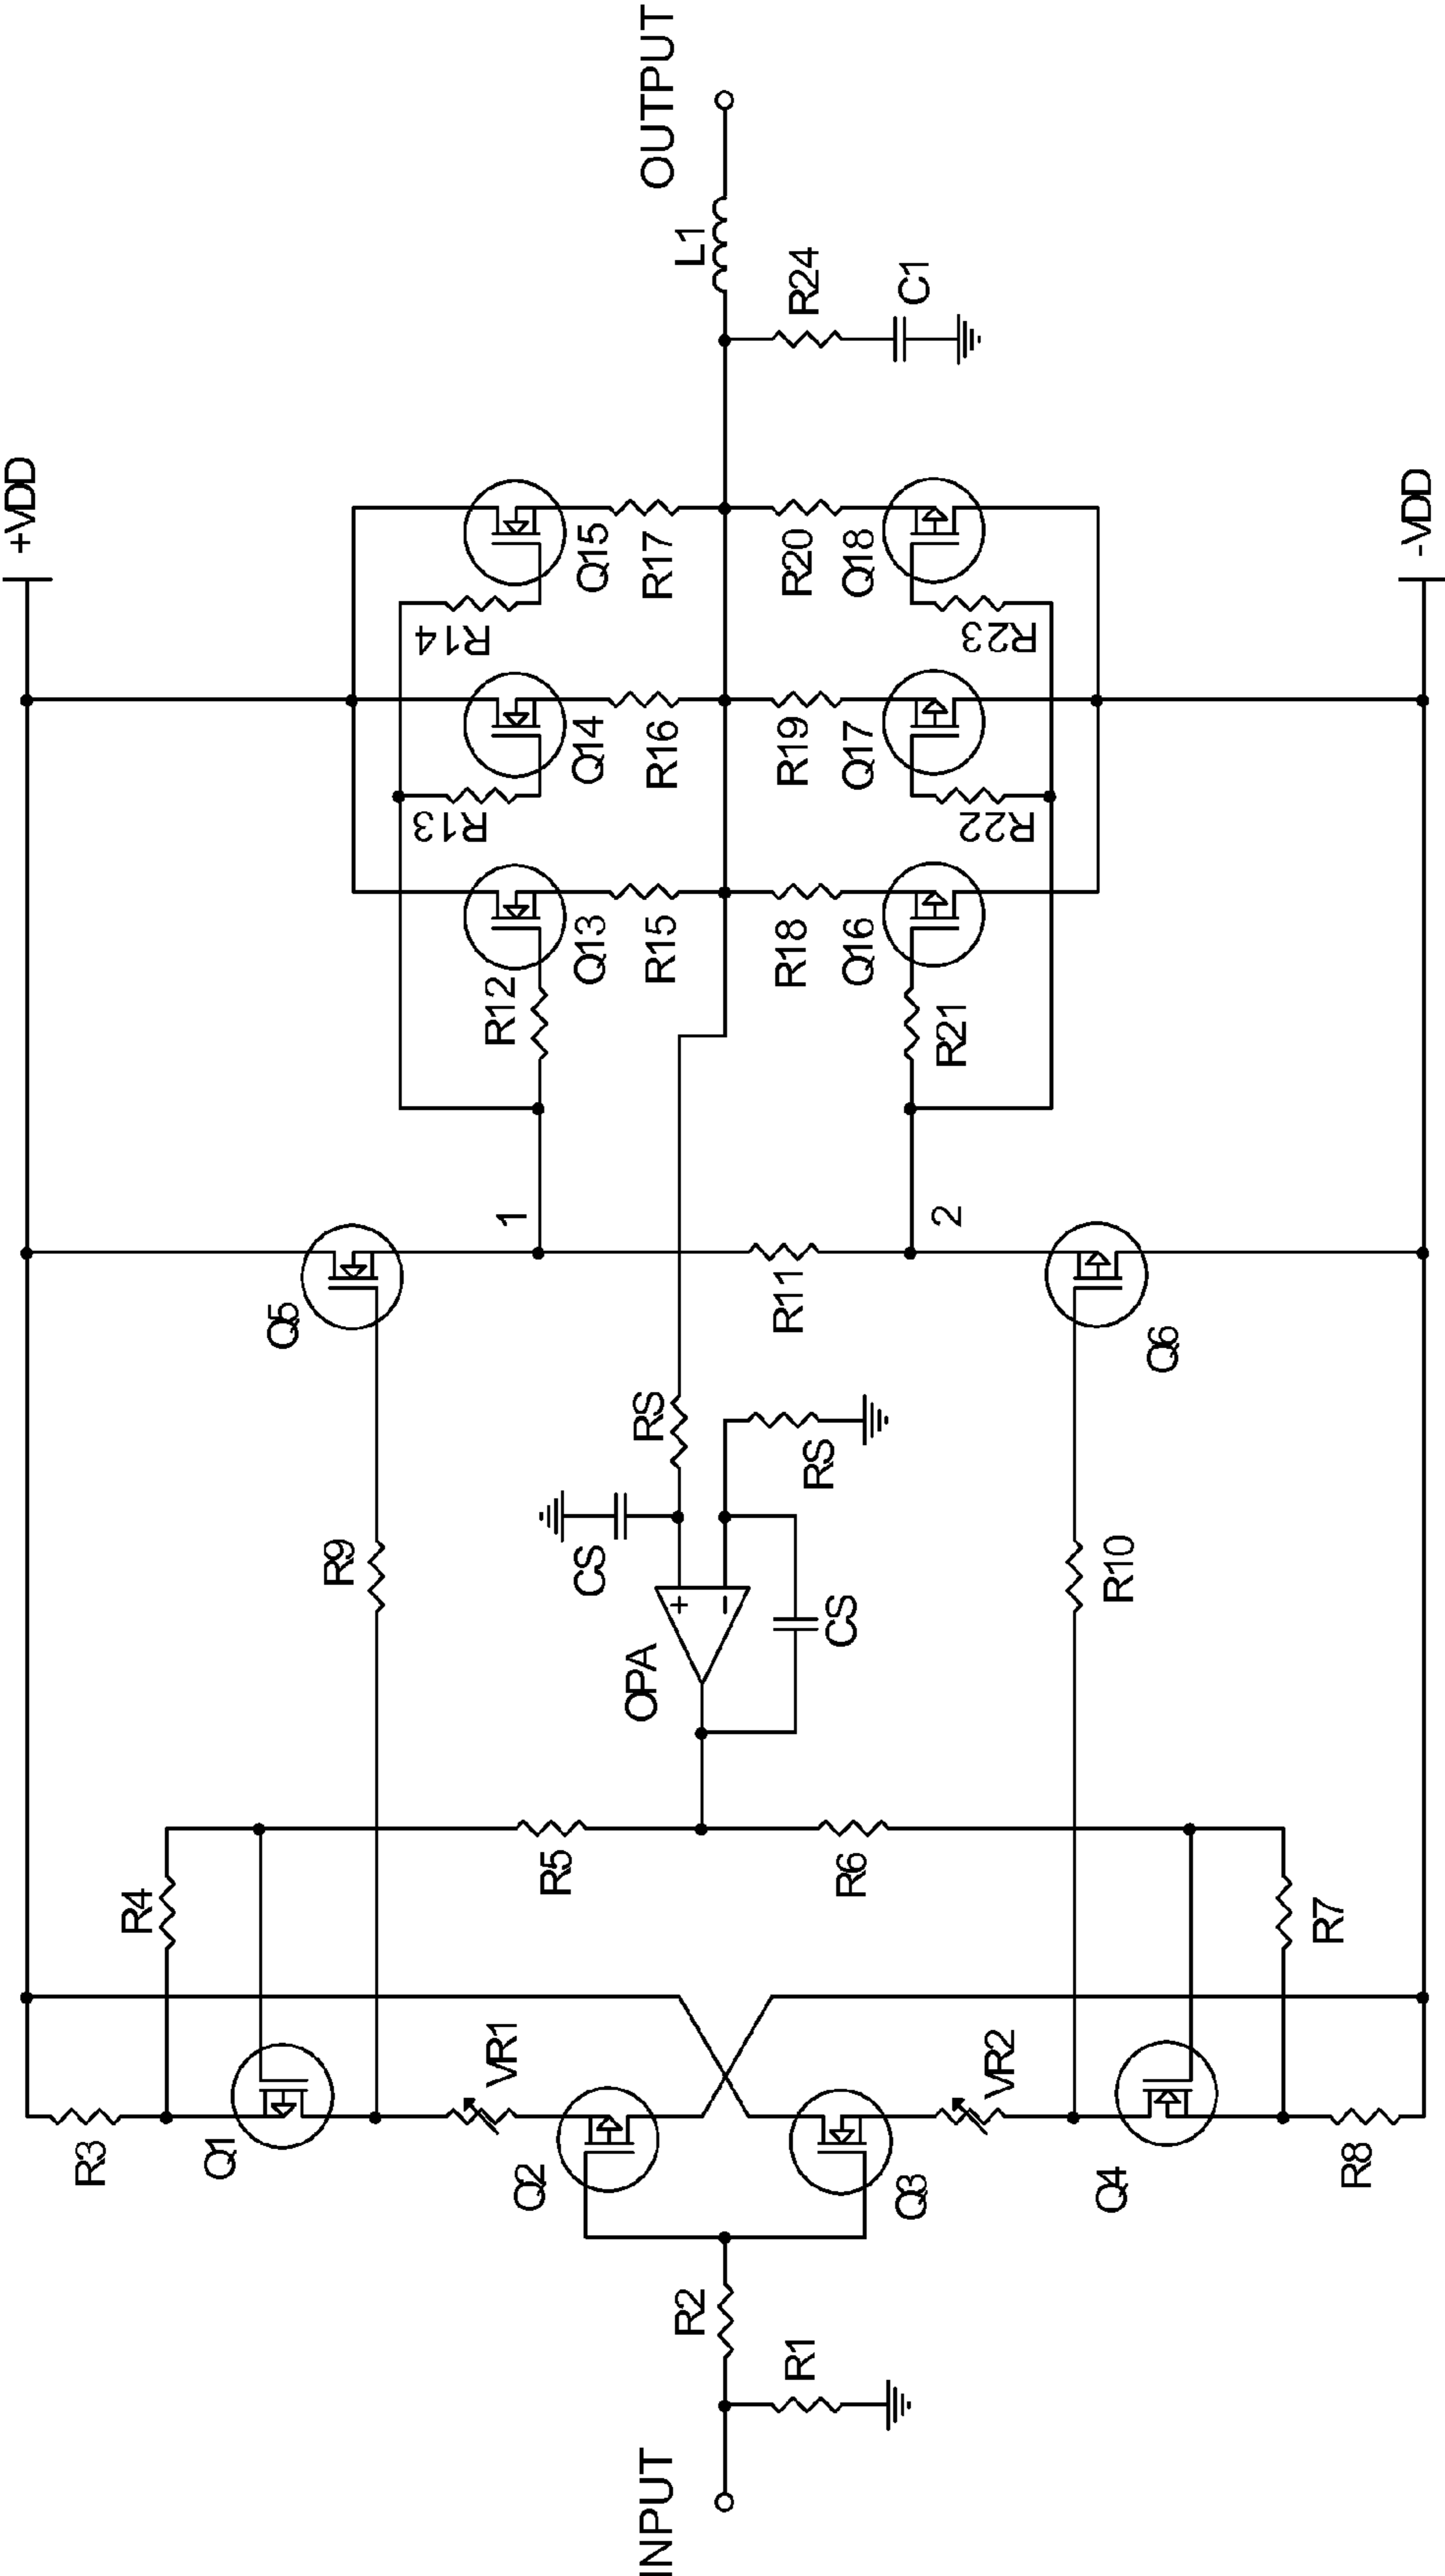 +VDD
R3
R4
Q1
R9
Q5
1
R12
R13
R14
Q13
Q14
Q15
R15
R16
R17
VR1
R5
OPA
+
−
CS
RS
OUTPUT
L1
INPUT
R2
R1
Q2
Q3
R6
CS
RS
R11
R18
R19
R20
R24
C1
VR2
Q4
R7
R8
R10
Q6
2
R21
R22
R23
Q16
Q17
Q18
-VDD